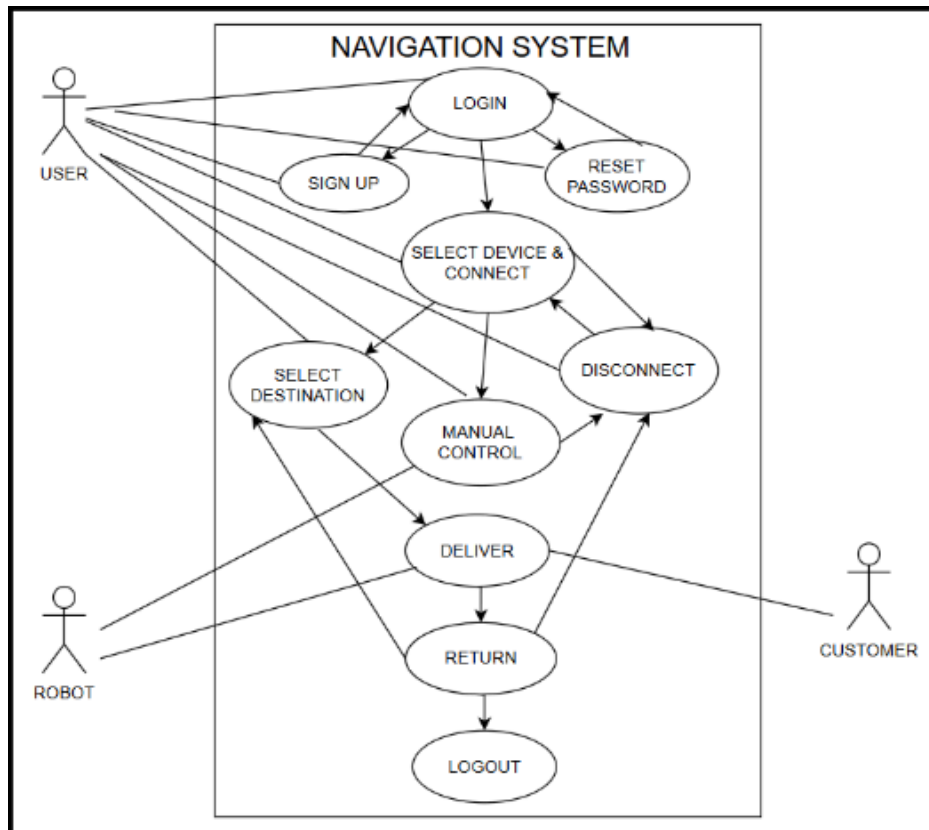 NAVIGATION SYSTEM
LOGIN
USER
SIGN UP
RESET
PASSWORD
SELECT DEVICE &
CONNECT
SELECT
DESTINATION
DISCONNECT
MANUAL
CONTROL
DELIVER
ROBOT
RETURN
CUSTOMER
LOGOUT